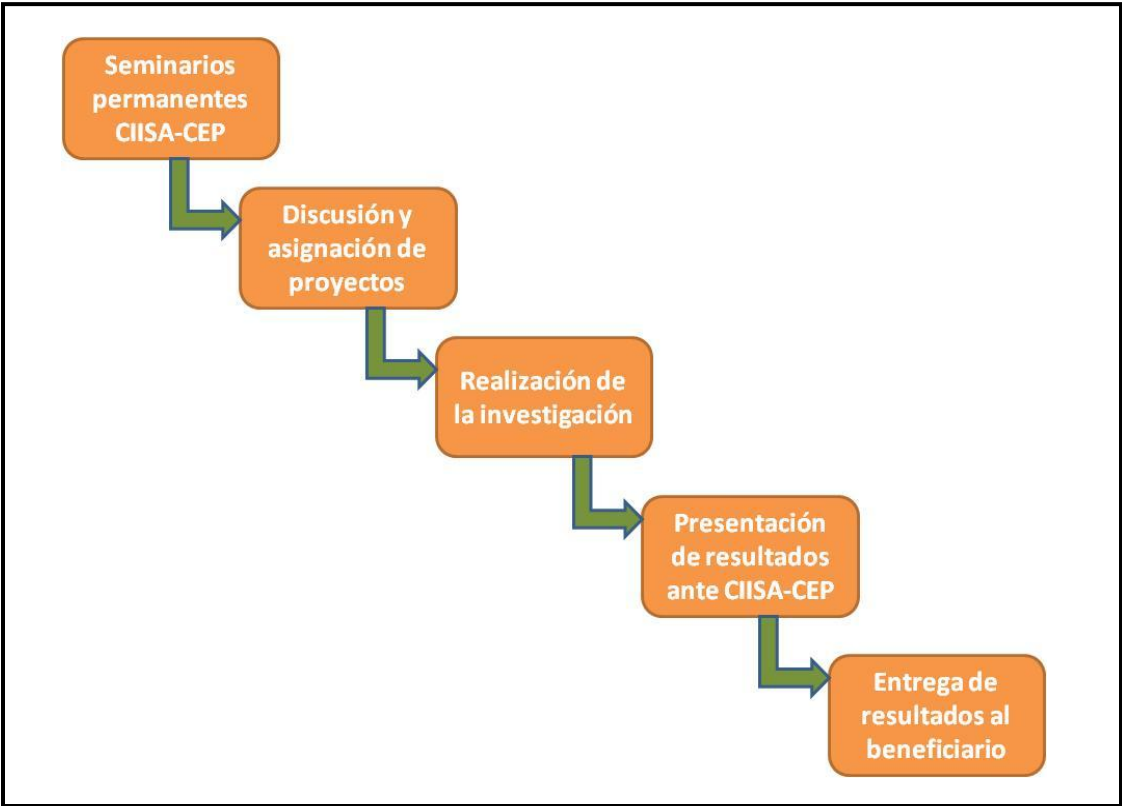 Seminarios
permanentes
CIISA-CEP
Discusión y
asignación de
proyectos
Realización de
la investigación
Presentación
de resultados
ante CIISA-CEP
Entrega de
resultados al
beneficiario